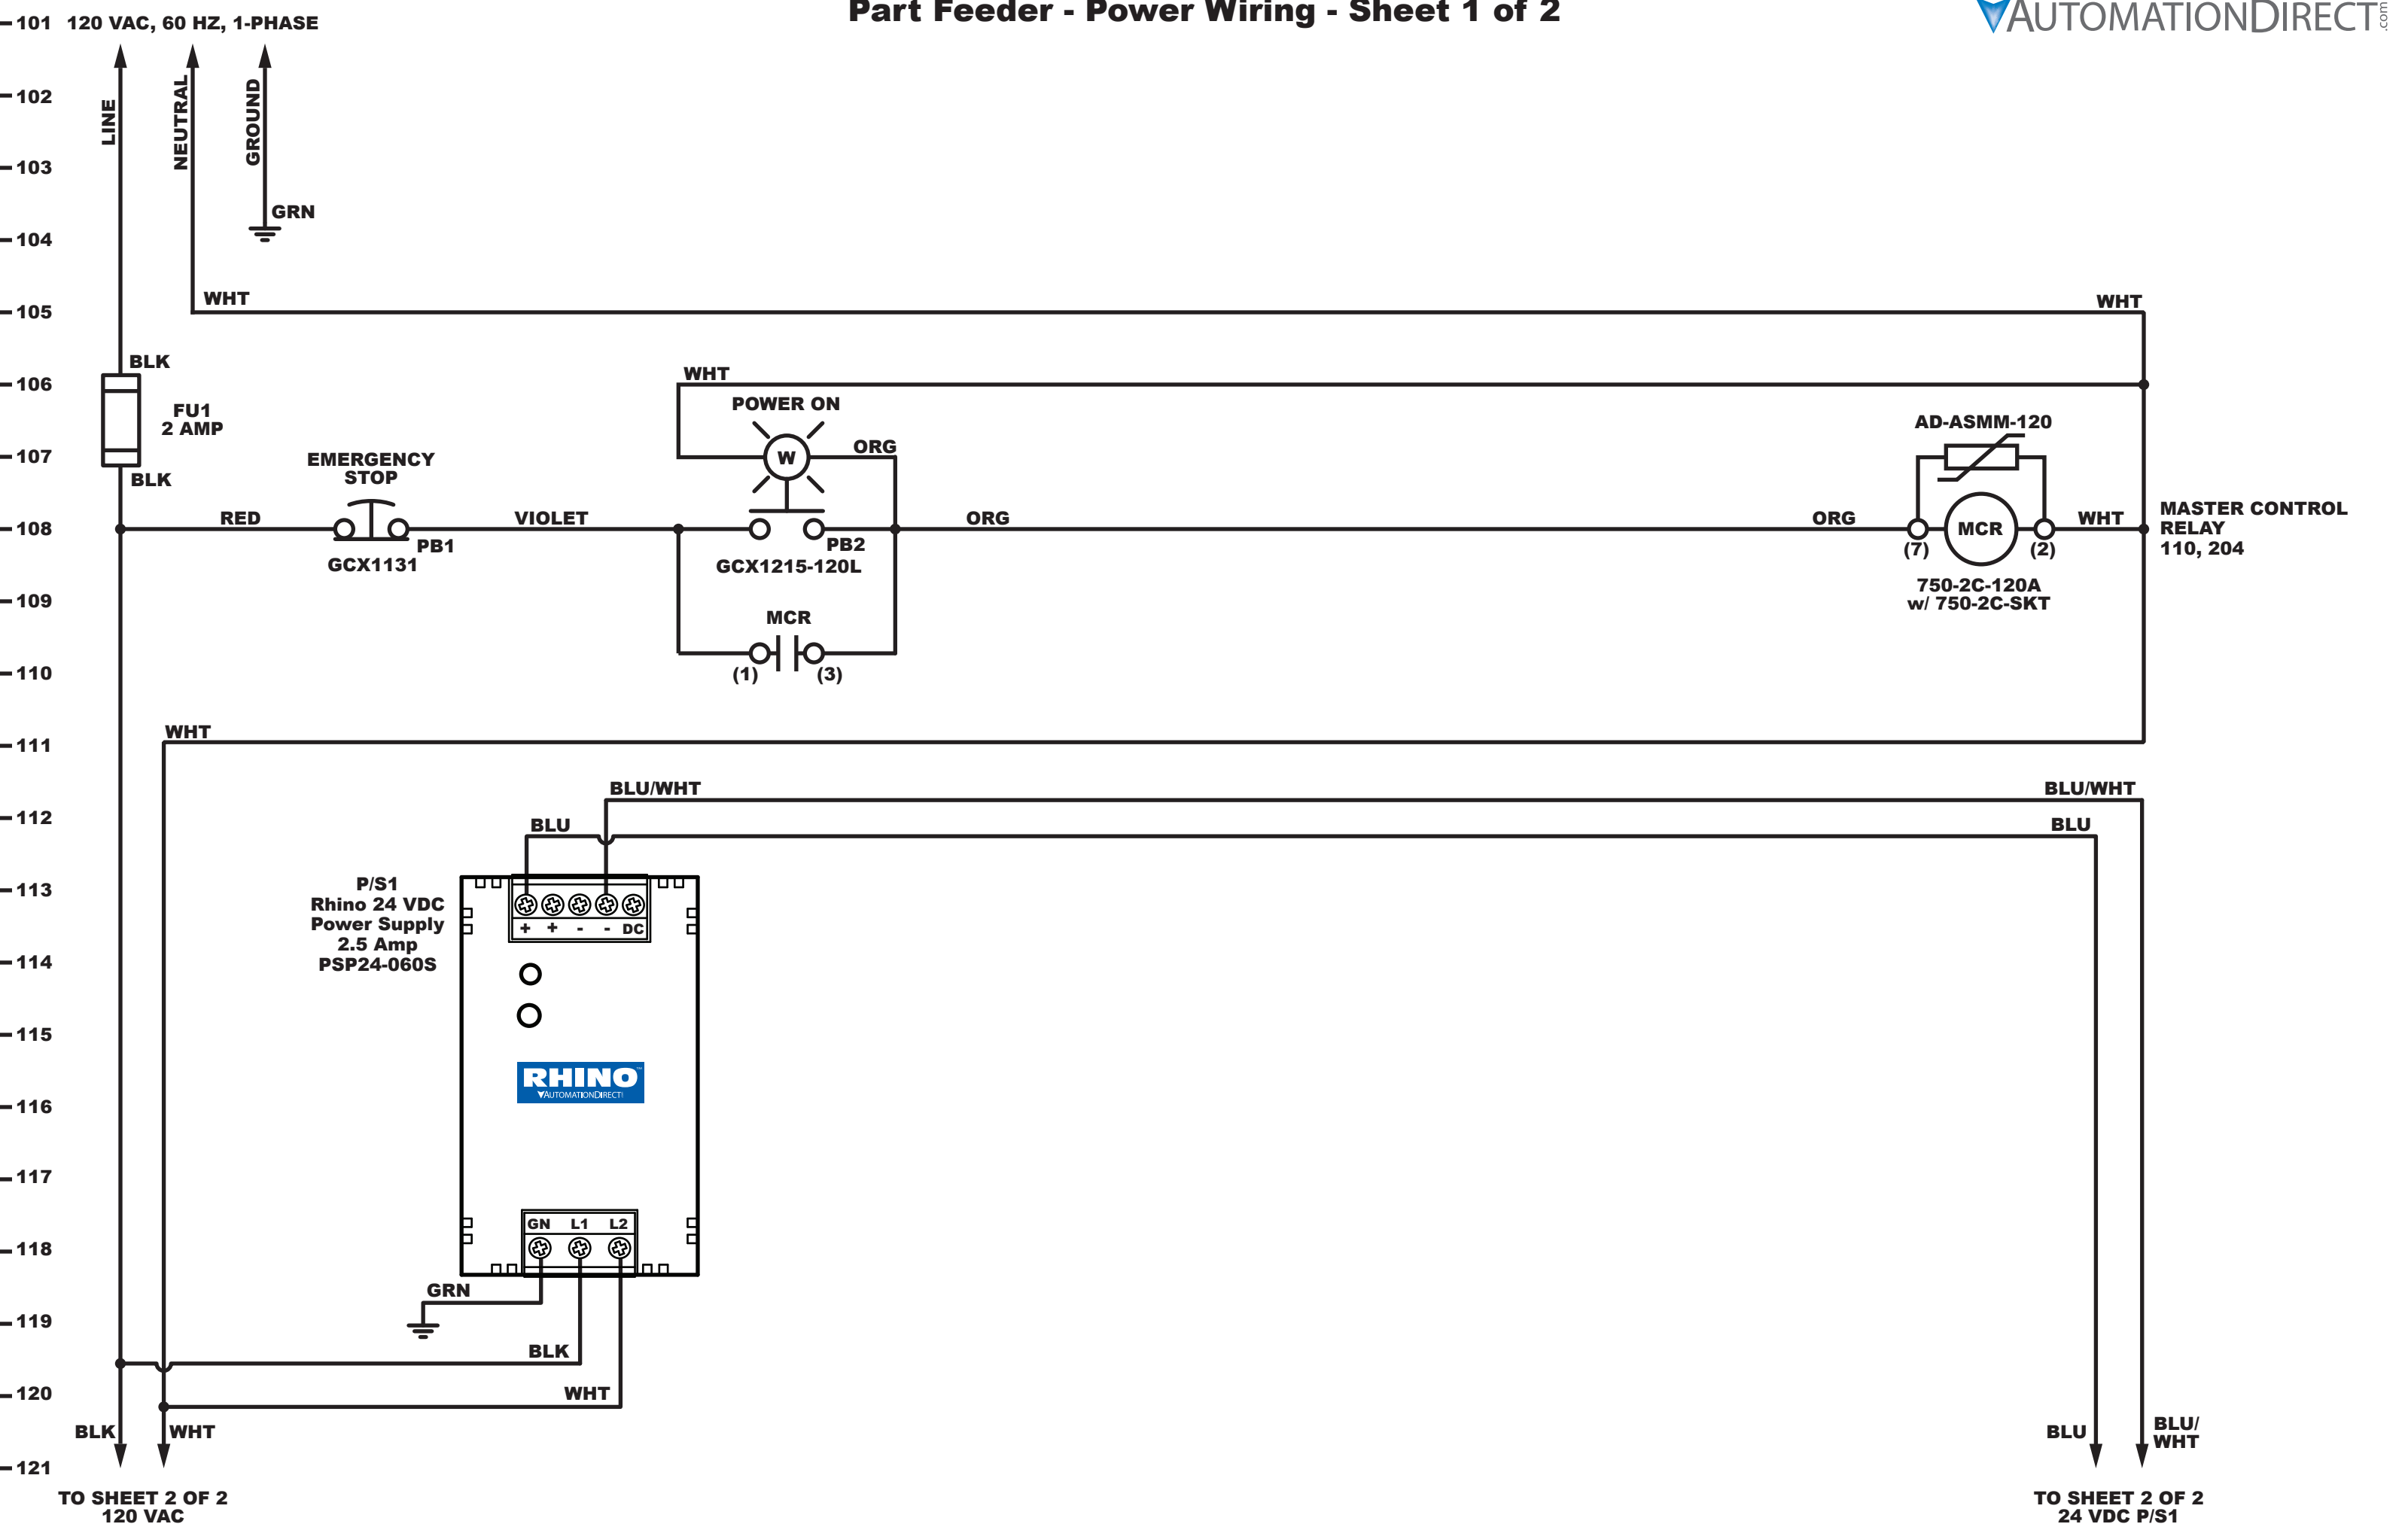 Part Feeder - Power Wiring - Sheet 1 of 2
AUTOMATIONDIRECT.com
101
120 VAC, 60 HZ, 1-PHASE
102
LINE
NEUTRAL
GROUND
103
GRN
104
WHT
WHT
105
BLK
106
WHT
FU1
2 AMP
POWER ON
AD-ASMM-120
107
W
ORG
BLK
EMERGENCY
STOP
108
RED
VIOLET
ORG
ORG
MCR
WHT
MASTER CONTROL
RELAY
110, 204
PB1
GCX1131
PB2
GCX1215-120L
(7)
(2)
750-2C-120A
w/ 750-2C-SKT
109
MCR
110
(1)
(3)
111
WHT
BLU/WHT
BLU/WHT
112
BLU
BLU
113
P/S1
Rhino 24 VDC
Power Supply
2.5 Amp
PSP24-060S
+ + - - DC
114
115
RHINO™
AUTOMATIONDIRECT
116
117
GN L1 L2
118
GRN
119
BLK
120
WHT
BLK
WHT
BLU
BLU/
WHT
121
TO SHEET 2 OF 2
120 VAC
TO SHEET 2 OF 2
24 VDC P/S1